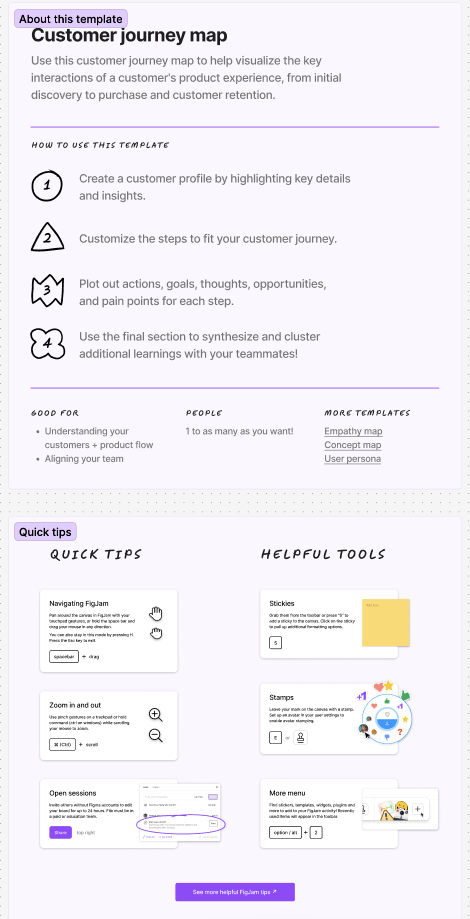 About this template
Customer journey map
Use this customer journey map to help visualize the key
interactions of a customer's product experience, from initial
discovery to purchase and customer retention.
HOW TO USE THIS TEMPLATE
1
Create a customer profile by highlighting key details
and insights.
2
Customize the steps to fit your customer journey.
3
Plot out actions, goals, thoughts, opportunities,
and pain points for each step.
4
Use the final section to synthesize and cluster
additional learnings with your teammates!
GOOD FOR
• Understanding your
customers + product flow
• Aligning your team
PEOPLE
1 to as many as you want!
MORE TEMPLATES
Empathy map
Concept map
User persona
Quick tips
QUICK TIPS
Navigating FigJam
Pan around the canvas in FigJam with your
touchpad gestures, or hold the space bar and
drag your mouse in any direction.
You can also stay in this mode by pressing H
Press the Esc key to exit.
spacebar + drag
Zoom in and out
Use pinch gestures on a trackpad or hold
command (ctrl on windows) while scrolling
your mouse to zoom.
⌘ (Ctrl) + scroll
Open sessions
Invite others without Figma accounts to edit
your board for up to 24 hours. File must be in
a paid or education team.
Share top right
HELPFUL TOOLS
Stickies
Grab them from the toolbar or press "S" to
add a sticky to the canvas. Click on the sticky
to pull up additional formatting options.
S
Stamps
Leave your mark on the canvas with a stamp.
Set up an avatar in your user settings to
enable avatar stamping.
E
+1
+1
?
More menu
Find stickers, templates, widgets, plugins and
more to add to your FigJam activity! Recently
used items will appear in the toolbar.
option / alt + 2
See more helpful FigJam tips ↗